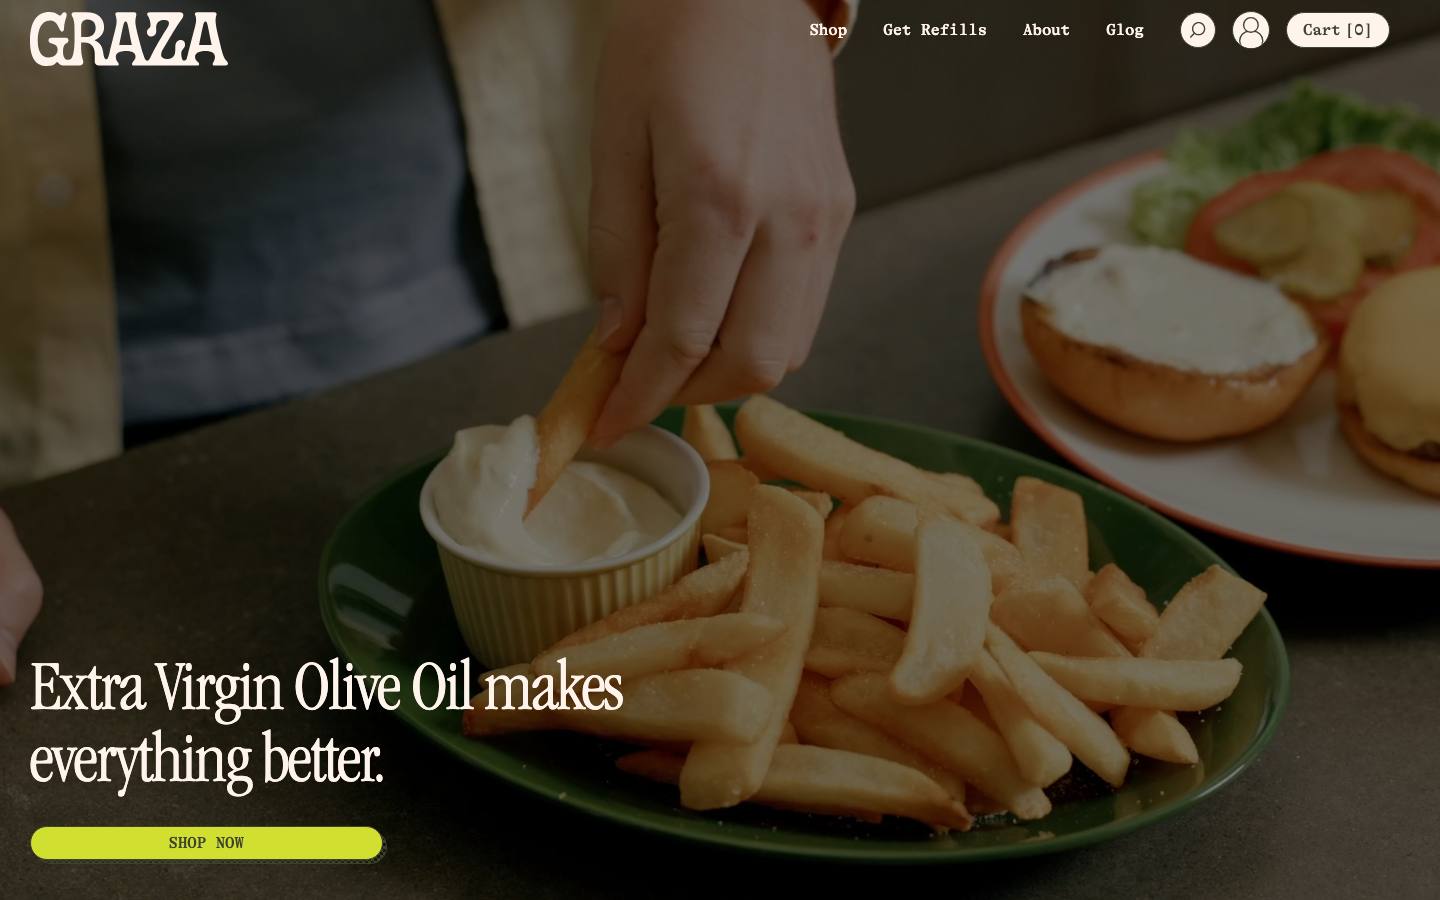 GRAZA
Shop
Get Refills
About
Glog
Cart [0]
Extra Virgin Olive Oil makes
everything better.
SHOP NOW